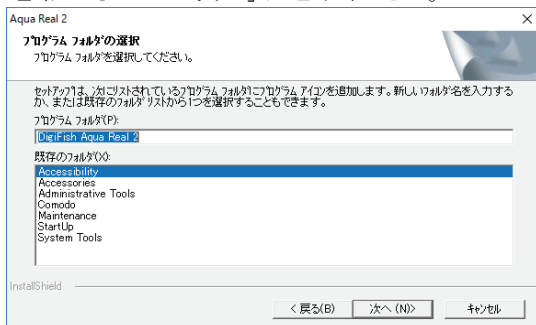 Aqua Real 2
プログラム フォルダの選択
プログラム フォルダを選択してください。
セットアップは、次にリストされているプログラム フォルダにプログラム アイコンを追加します。新しいフォルダ名を入力する
か、または既存のフォルダ リストから1つを選択することもできます。
プログラム フォルダ(P):
DigiFish Aqua Real 2
既存のフォルダ(X):
Accessibility
Accessories
Administrative Tools
Comodo
Maintenance
StartUp
System Tools
InstallShield
< 戻る(B)
次へ (N)>
キャンセル